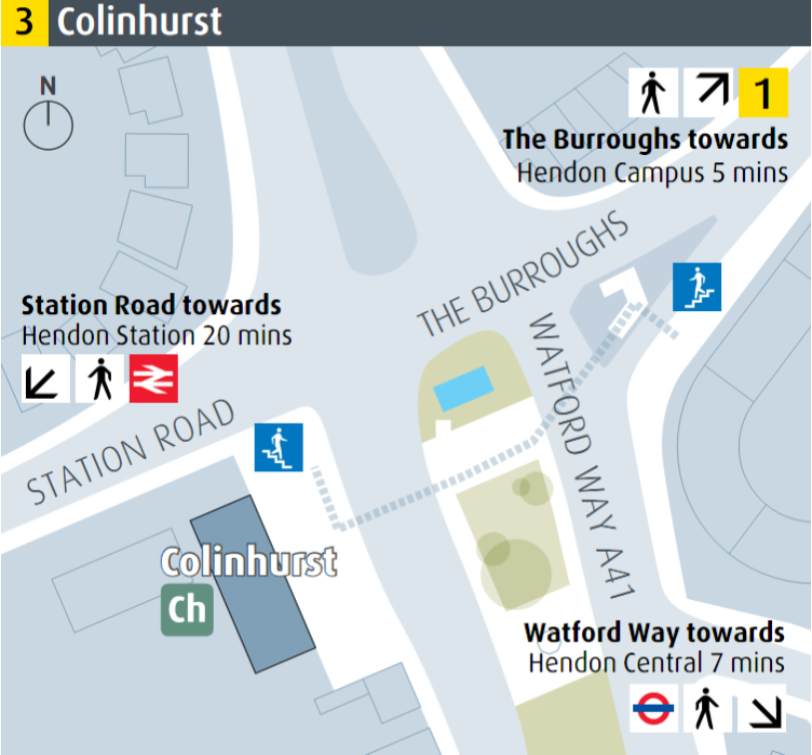 3 Colinhurst
N
1
The Burroughs towards
Hendon Campus 5 mins
THE BURROUGHS
Station Road towards
Hendon Station 20 mins
WATFORD WAY A41
STATION ROAD
Colinhurst
Ch
Watford Way towards
Hendon Central 7 mins